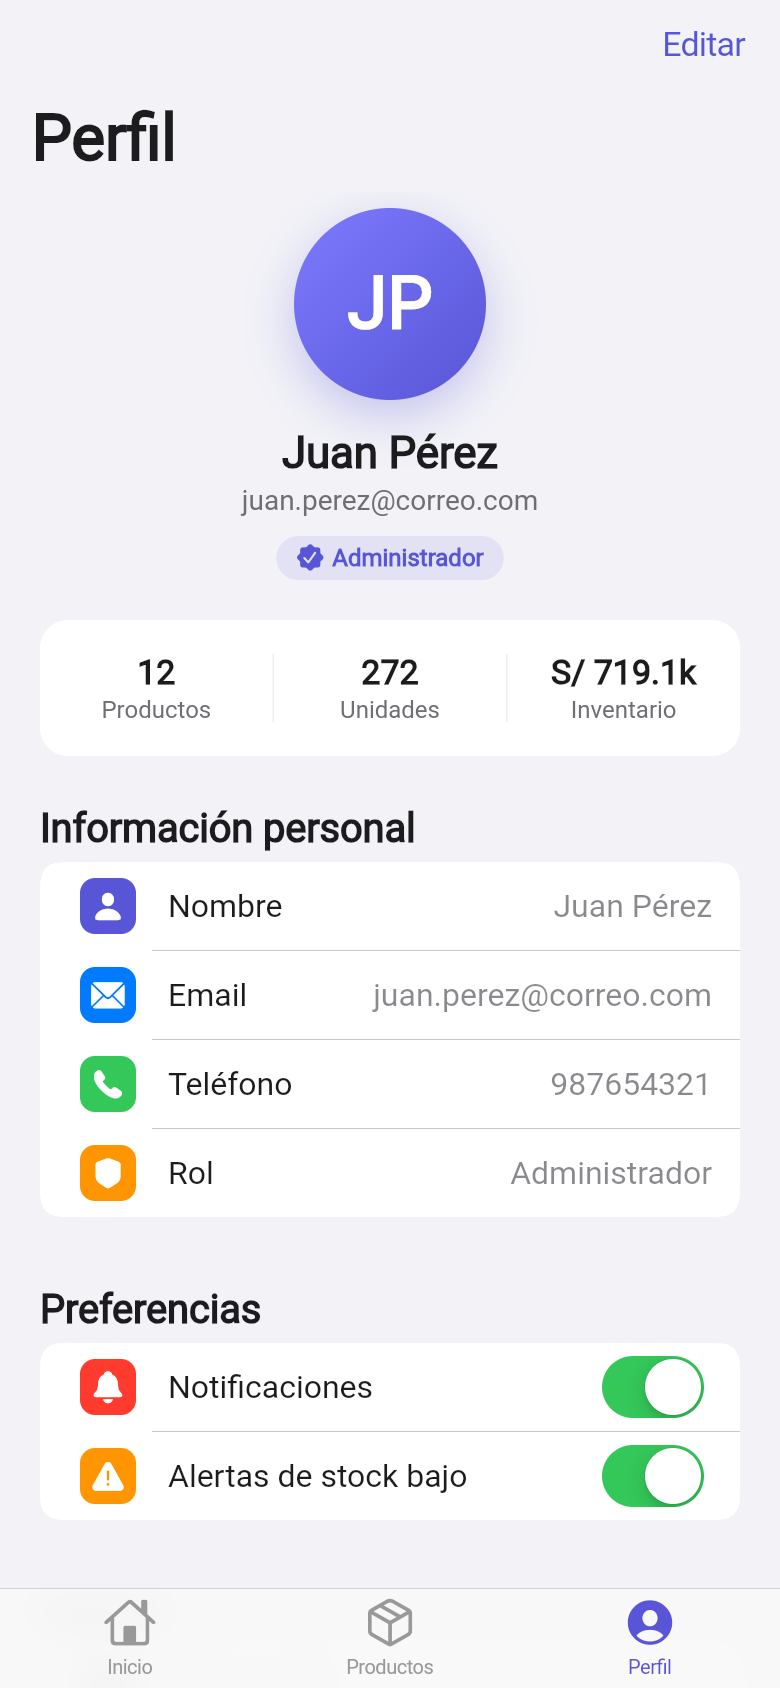 Editar
Perfil
JP
Juan Pérez
juan.perez@correo.com
Administrador
12 272 S/ 719.1k
Productos Unidades Inventario
Información personal
Nombre Juan Pérez
Email juan.perez@correo.com
Teléfono 987654321
Rol Administrador
Preferencias
Notificaciones
Alertas de stock bajo
Inicio Productos Perfil